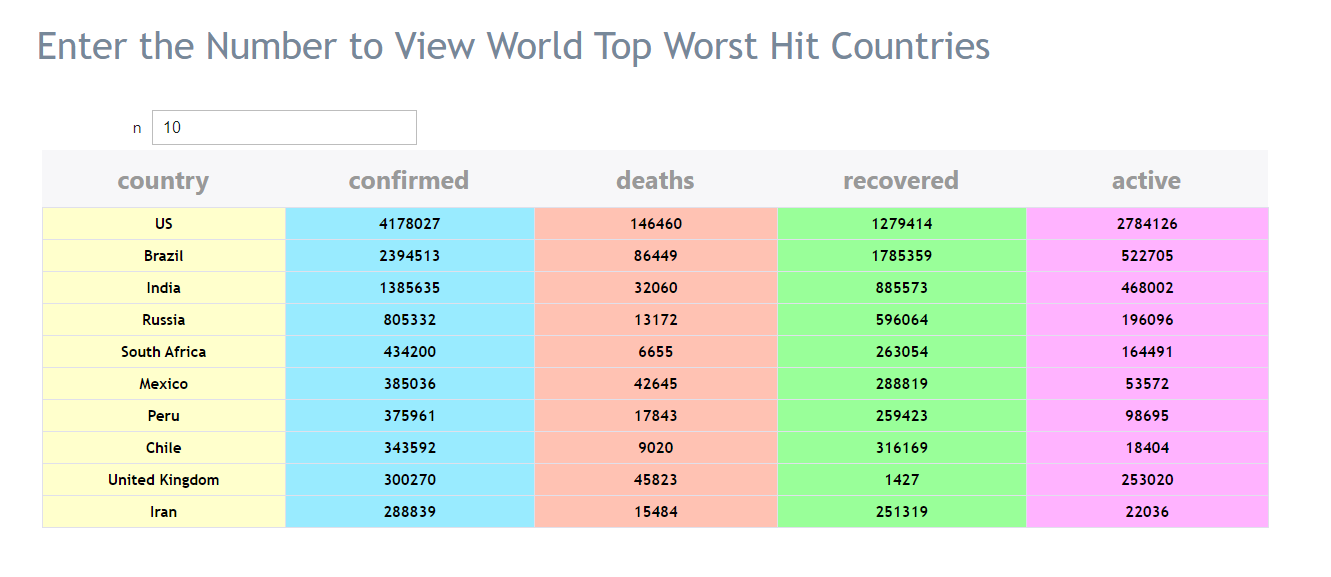 Enter the Number to View World Top Worst Hit Countries
n 10
country confirmed deaths recovered active
US 4178027 146460 1279414 2784126
Brazil 2394513 86449 1785359 522705
India 1385635 32060 885573 468002
Russia 805332 13172 596064 196096
South Africa 434200 6655 263054 164491
Mexico 385036 42645 288819 53572
Peru 375961 17843 259423 98695
Chile 343592 9020 316169 18404
United Kingdom 300270 45823 1427 253020
Iran 288839 15484 251319 22036